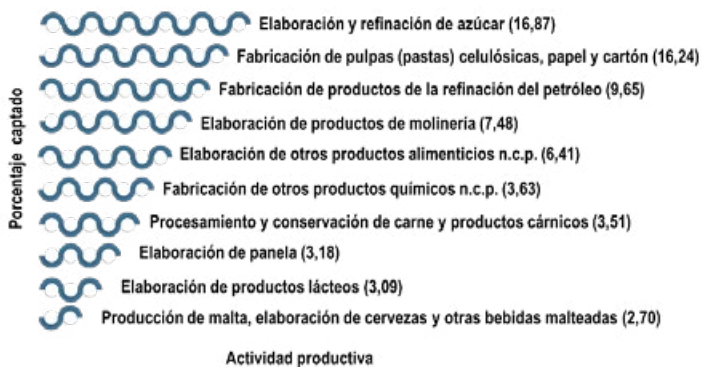 Porcentaje captado
Elaboración y refinación de azúcar (16,87)
Fabricación de pulpas (pastas) celulósicas, papel y cartón (16,24)
Fabricación de productos de la refinación del petróleo (9,65)
Elaboración de productos de molinería (7,48)
Elaboración de otros productos alimenticios n.c.p. (6,41)
Fabricación de otros productos químicos n.c.p. (3,63)
Procesamiento y conservación de carne y productos cárnicos (3,51)
Elaboración de panela (3,18)
Elaboración de productos lácteos (3,09)
Producción de malta, elaboración de cervezas y otras bebidas malteadas (2,70)
Actividad productiva